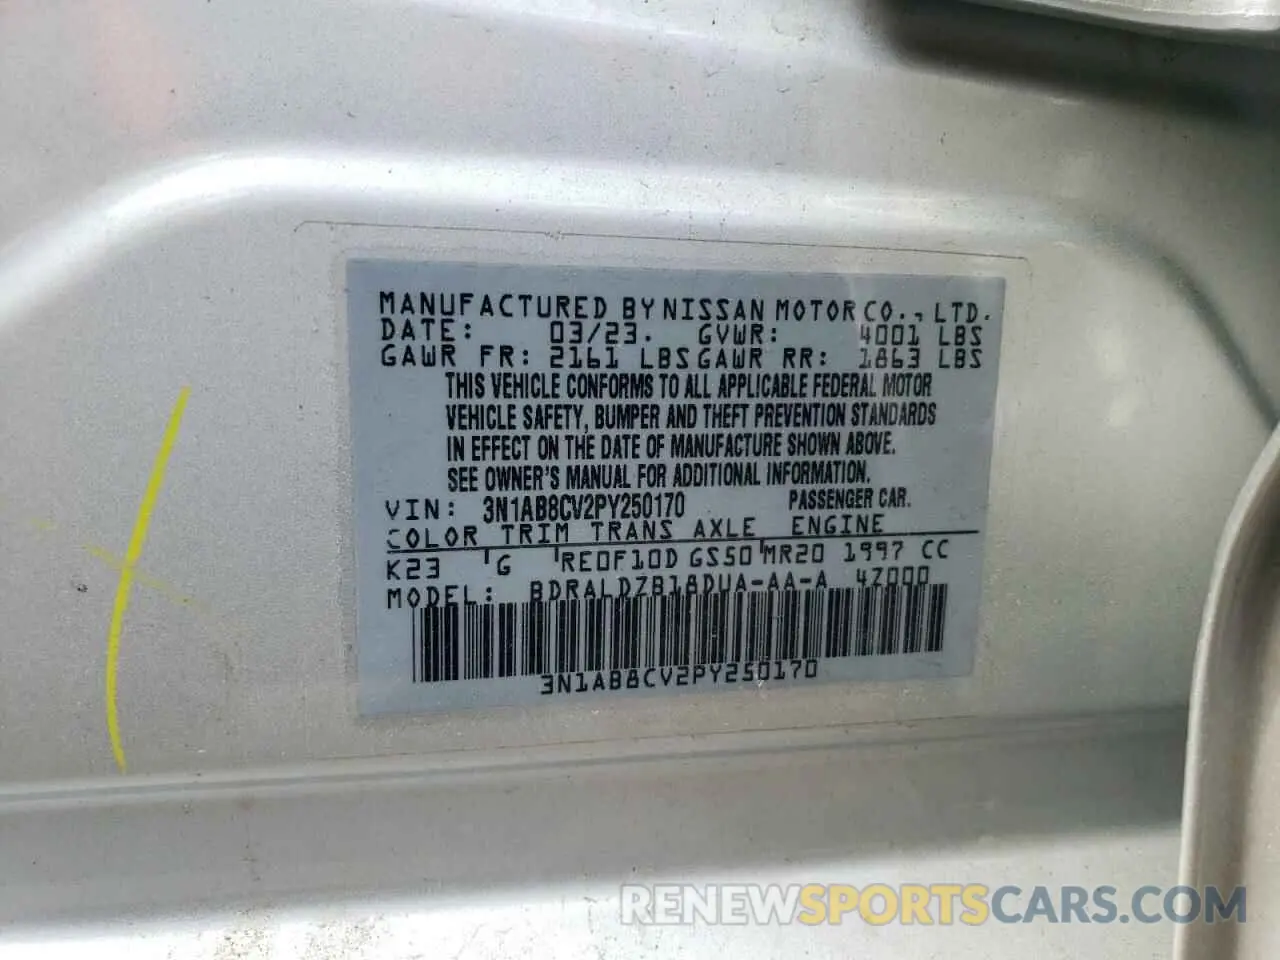 MANUFACTURED BY NISSAN MOTOR CO., LTD.
DATE: 03/23. GVWR: 4001 LBS
GAWR FR: 2161 LBS GAWR RR: 1863 LBS
THIS VEHICLE CONFORMS TO ALL APPLICABLE FEDERAL MOTOR
VEHICLE SAFETY, BUMPER AND THEFT PREVENTION STANDARDS
IN EFFECT ON THE DATE OF MANUFACTURE SHOWN ABOVE.
SEE OWNER'S MANUAL FOR ADDITIONAL INFORMATION.
VIN: 3N1AB8CV2PY250170 PASSENGER CAR.
COLOR TRIM TRANS AXLE ENGINE
K23 G RE0F10D GS50 MR20 1997 CC
MODEL: BDRALDZB18DUA-AA-A 4Z000
3N1AB8CV2PY250170
RENEWSPORTSCARS.COM